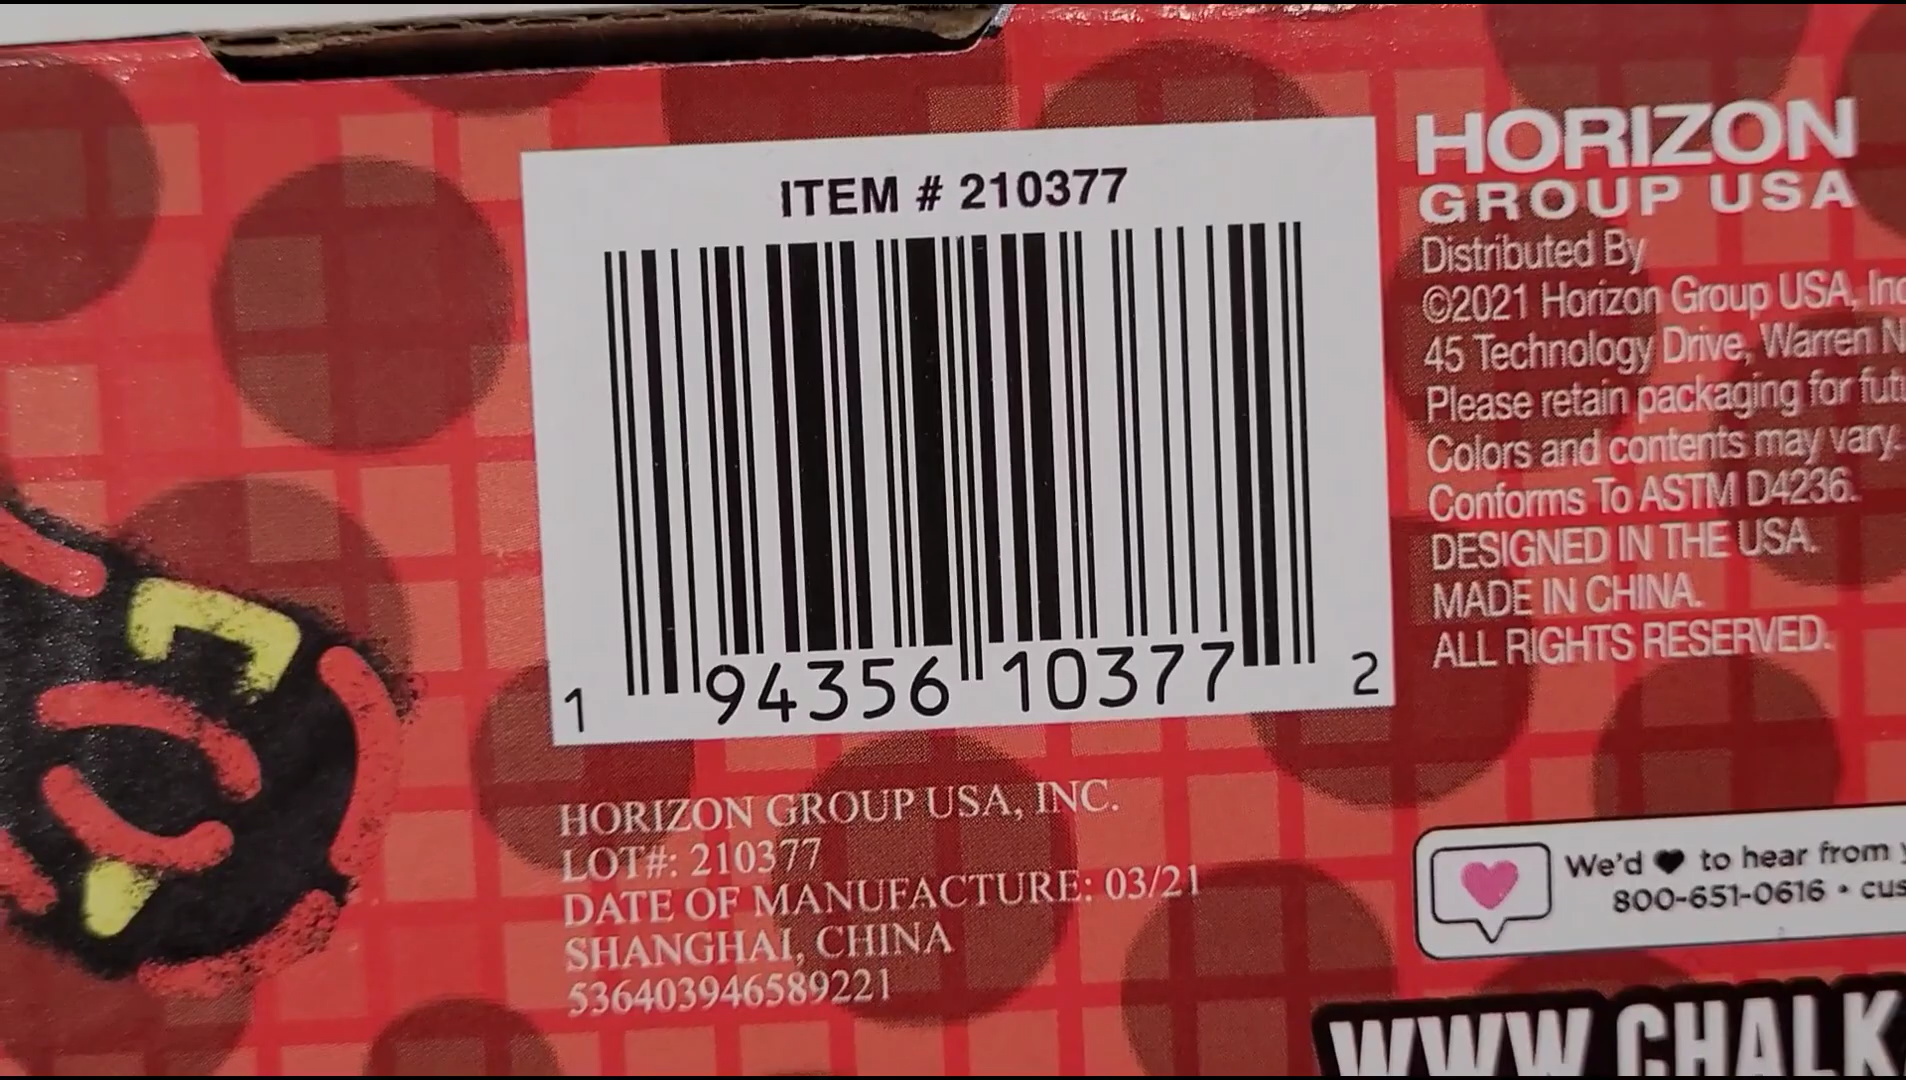 ITEM # 210377
1 94356 10377 2
HORIZON GROUP USA, INC.
LOT#: 210377
DATE OF MANUFACTURE: 03/21
SHANGHAI, CHINA
536403946589221
HORIZON
GROUP USA
Distributed By
©2021 Horizon Group USA, Inc
45 Technology Drive, Warren N
Please retain packaging for
Colors and contents may vary.
Conforms To ASTM D4236.
DESIGNED IN THE USA.
MADE IN CHINA.
ALL RIGHTS RESERVED.
We'd ♥ to hear from
800-651-0616 •
WWW.CHALK